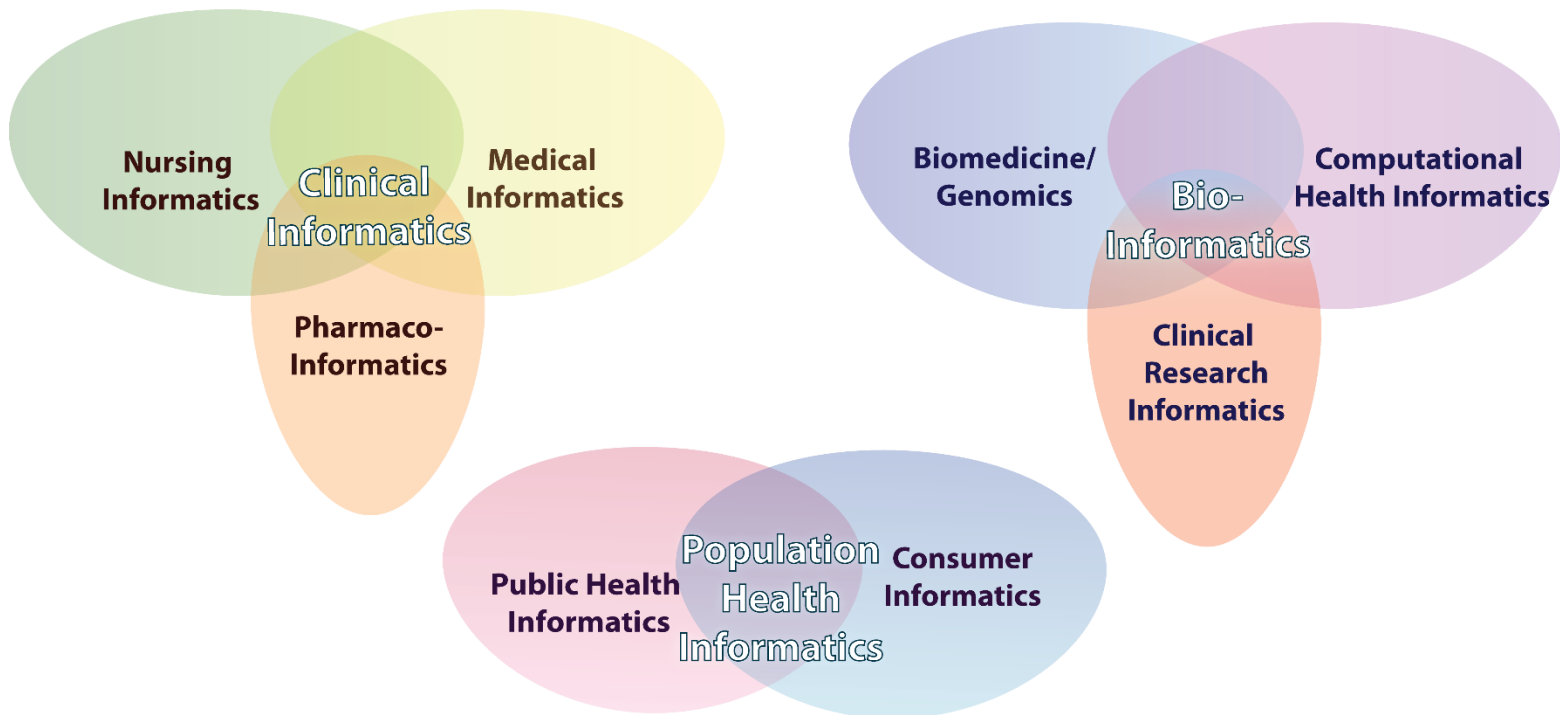 Nursing
Informatics
Clinical
Informatics
Medical
Informatics
Pharmaco-
Informatics
Biomedicine/
Genomics
Bio-
Informatics
Computational
Health Informatics
Clinical
Research
Informatics
Public Health
Informatics
Population
Health
Informatics
Consumer
Informatics